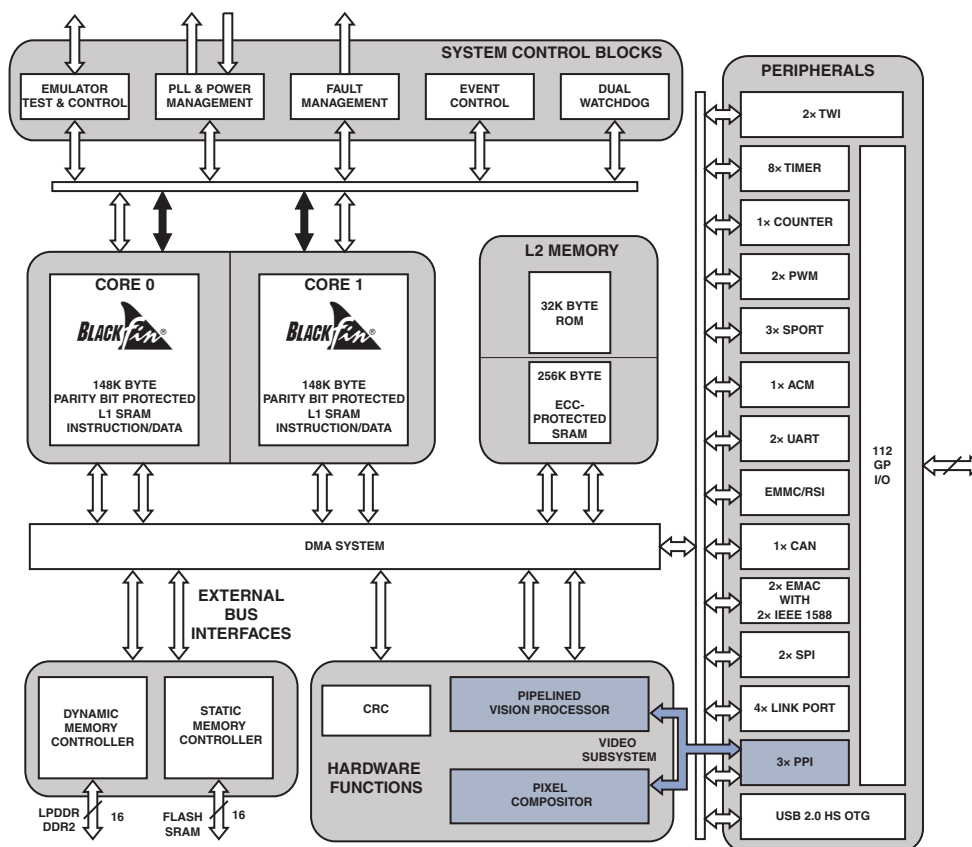 SYSTEM CONTROL BLOCKS
EMULATOR
TEST & CONTROL
PLL & POWER
MANAGEMENT
FAULT
MANAGEMENT
EVENT
CONTROL
DUAL
WATCHDOG
CORE 0
BLACKfin®
148K BYTE
PARITY BIT PROTECTED
L1 SRAM
INSTRUCTION/DATA
CORE 1
BLACKfin®
148K BYTE
PARITY BIT PROTECTED
L1 SRAM
INSTRUCTION/DATA
L2 MEMORY
32K BYTE
ROM
256K BYTE
ECC-
PROTECTED
SRAM
DMA SYSTEM
EXTERNAL
BUS
INTERFACES
DYNAMIC
MEMORY
CONTROLLER
STATIC
MEMORY
CONTROLLER
LPDDR
DDR2
16
FLASH
SRAM
16
CRC
PIPELINED
VISION PROCESSOR
VIDEO
SUBSYSTEM
HARDWARE
FUNCTIONS
PIXEL
COMPOSITOR
PERIPHERALS
2× TWI
8× TIMER
1× COUNTER
2× PWM
3× SPORT
1× ACM
2× UART
EMMC/RSI
1× CAN
2× EMAC
WITH
2× IEEE 1588
2× SPI
4× LINK PORT
3× PPI
USB 2.0 HS OTG
112
GP
I/O